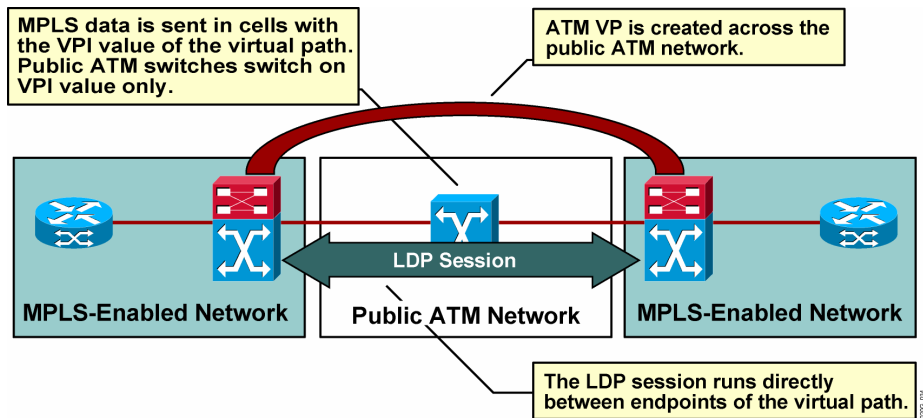 MPLS data is sent in cells with
the VPI value of the virtual path.
Public ATM switches switch on
VPI value only.
ATM VP is created across the
public ATM network.
LDP Session
MPLS-Enabled Network
Public ATM Network
MPLS-Enabled Network
The LDP session runs directly
between endpoints of the virtual path.